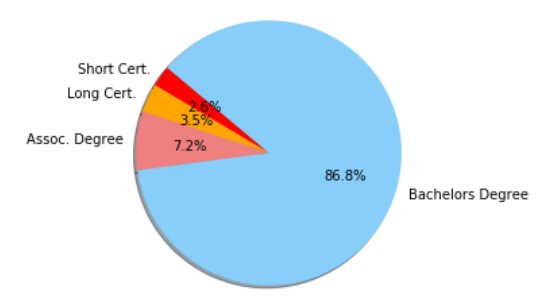 Short Cert.
2.6%
Long Cert.
3.5%
Assoc. Degree
7.2%
86.8%
Bachelors Degree